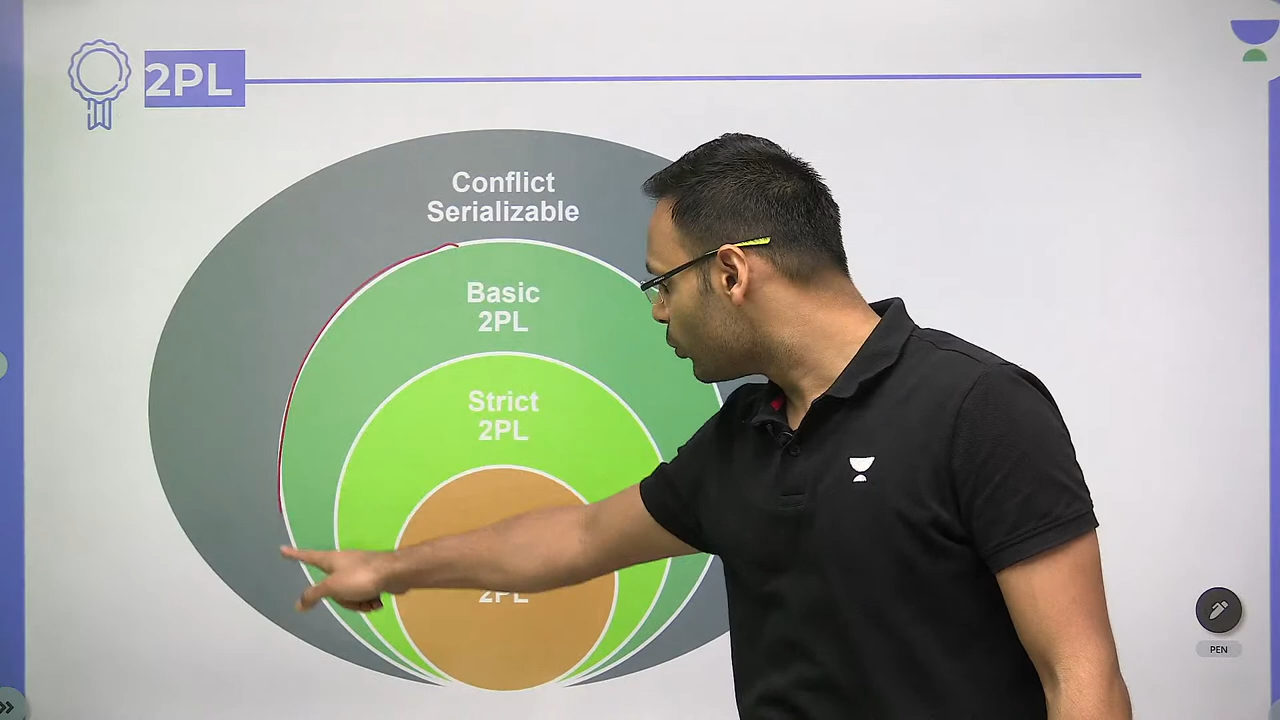 2PL
Conflict
Serializable
Basic
2PL
Strict
2PL
2PL
PEN